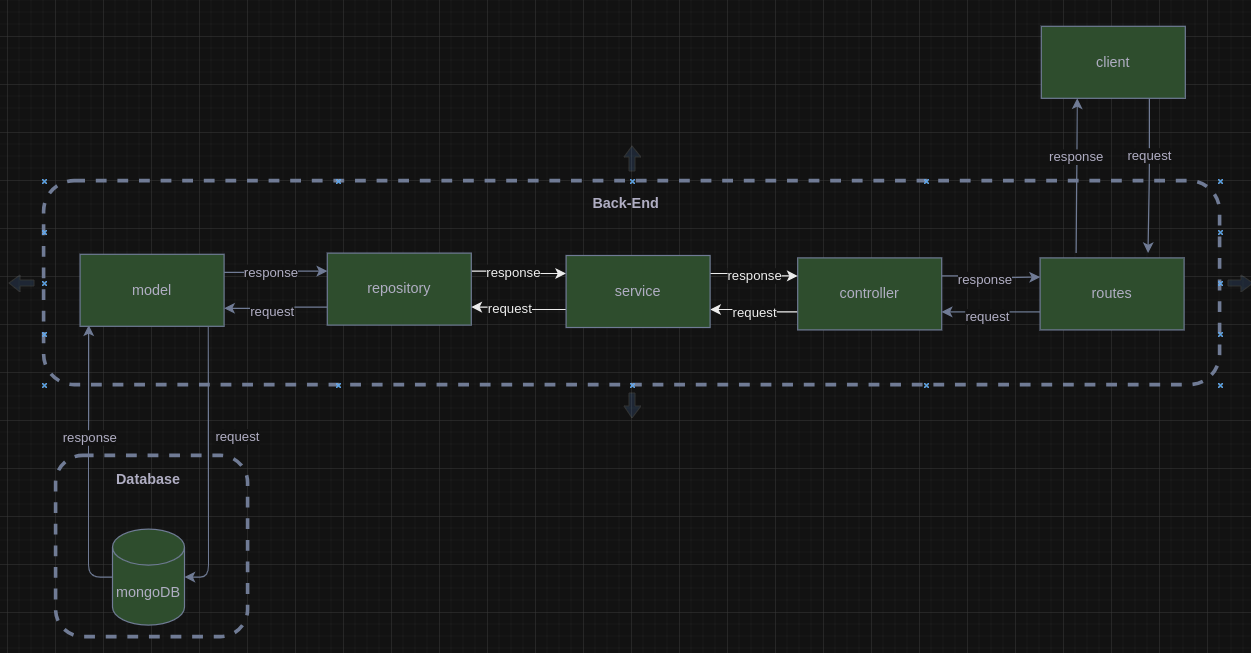 client
response
request
Back-End
model
response
request
repository
response
request
service
response
request
controller
response
request
routes
response
request
Database
mongoDB